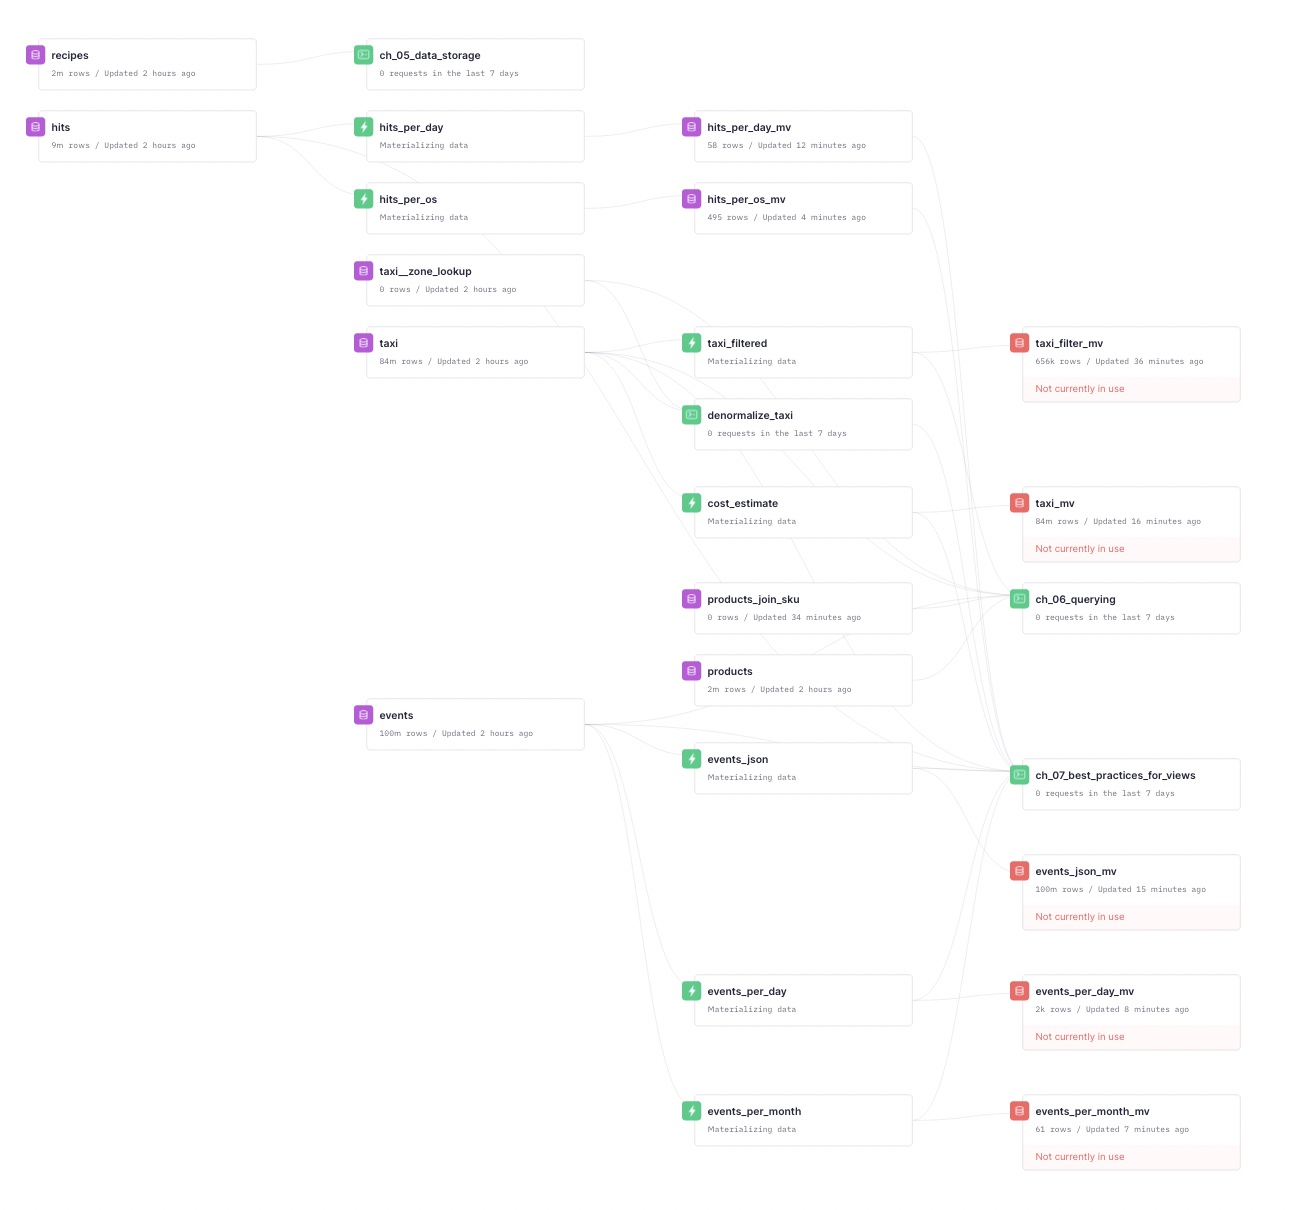 recipes
2m rows / Updated 2 hours ago
ch_05_data_storage
0 requests in the last 7 days
hits
9m rows / Updated 2 hours ago
hits_per_day
Materializing data
hits_per_day_mv
58 rows / Updated 12 minutes ago
hits_per_os
Materializing data
hits_per_os_mv
495 rows / Updated 4 minutes ago
taxi__zone_lookup
0 rows / Updated 2 hours ago
taxi
84m rows / Updated 2 hours ago
taxi_filtered
Materializing data
taxi_filter_mv
656k rows / Updated 36 minutes ago
Not currently in use
denormalize_taxi
0 requests in the last 7 days
cost_estimate
Materializing data
taxi_mv
84m rows / Updated 16 minutes ago
Not currently in use
products_join_sku
0 rows / Updated 34 minutes ago
ch_06_querying
0 requests in the last 7 days
products
2m rows / Updated 2 hours ago
events
100m rows / Updated 2 hours ago
events_json
Materializing data
ch_07_best_practices_for_views
0 requests in the last 7 days
events_json_mv
100m rows / Updated 15 minutes ago
Not currently in use
events_per_day
Materializing data
events_per_day_mv
2k rows / Updated 8 minutes ago
Not currently in use
events_per_month
Materializing data
events_per_month_mv
61 rows / Updated 7 minutes ago
Not currently in use